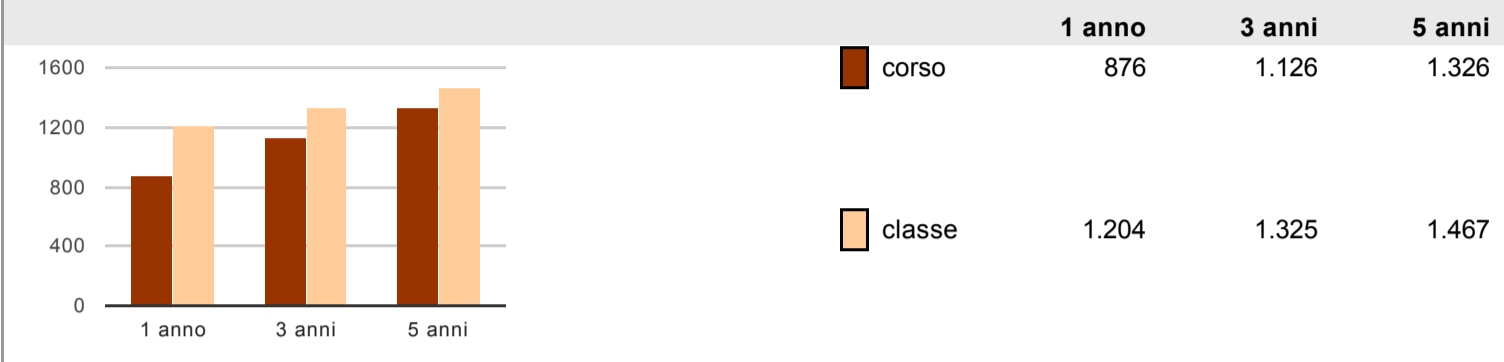 1 anno 3 anni 5 anni
1600
1200
800
400
0
1 anno 3 anni 5 anni
corso 876 1.126 1.326
classe 1.204 1.325 1.467